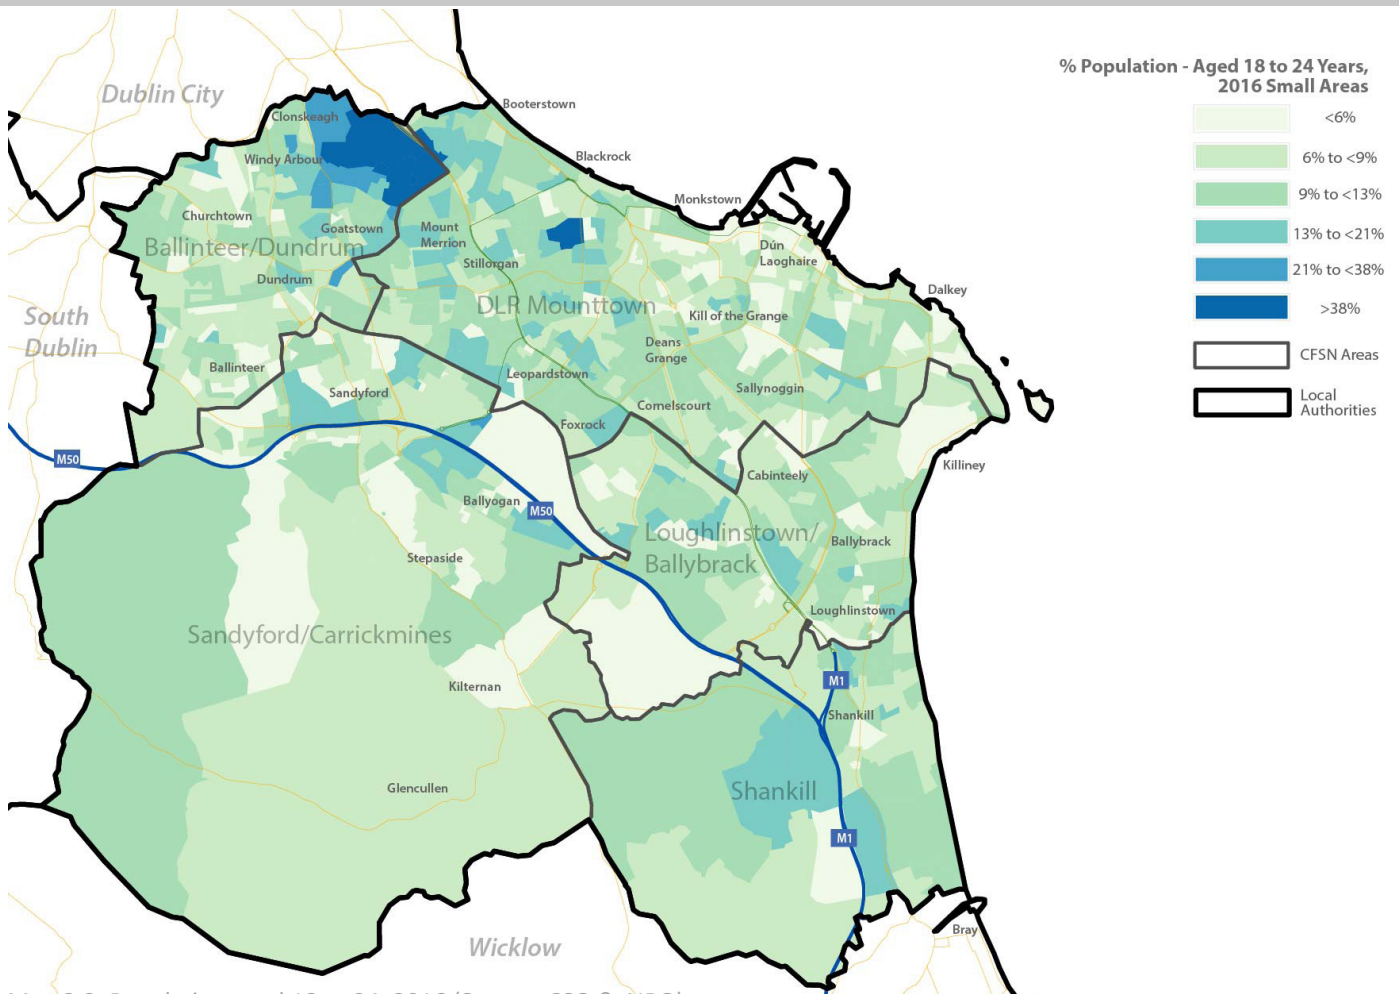 % Population - Aged 18 to 24 Years,
2016 Small Areas
<6%
6% to <9%
9% to <13%
13% to <21%
21% to <38%
>38%
CFSN Areas
Local
Authorities
Dublin City
Booterstown
Clonskeagh
Windy Arbour
Blackrock
Monkstown
Churchtown
Goatstown
Mount
Merrion
Ballinteer/Dundrum
Stillorgan
Dún
Laoghaire
Dundrum
Dalkey
DLR Mounttown
Kill of the Grange
South
Dublin
Deans
Grange
Ballinteer
Sandyford
Leopardstown
Sallynoggin
Cornelscourt
Foxrock
M50
Killiney
Cabinteely
Ballyogan
M50
Loughlinstown/
Ballybrack
Ballybrack
Stepaside
Loughlinstown
Sandyford/Carrickmines
M1
Kilternan
Shankill
Glencullen
Shankill
M1
Bray
Wicklow